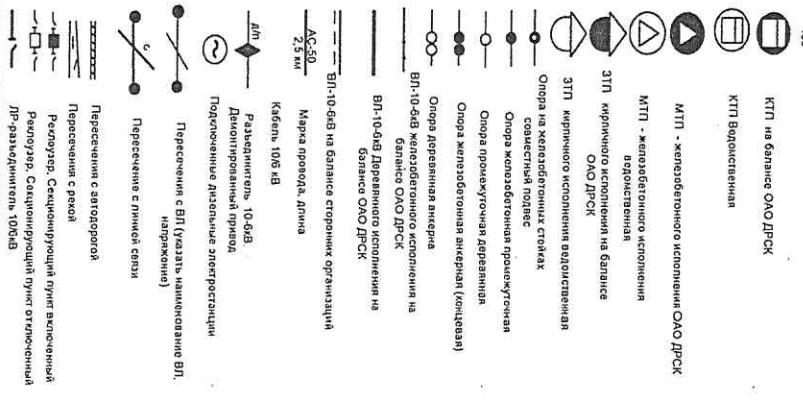 КТП на балансе ОАО ДРСК
КТП Ведомственная
МТП - железобетонного исполнения ОАО ДРСК
МТП - железобетонного исполнения
ведомственная
ЗТП кирпичного исполнения на балансе
ОАО ДРСК
ЗТП кирпичного исполнения ведомственная
Опора на железобетонных стойках
совместный подвес
Опора железобетонная промежуточная
Опора промежуточная деревянная
Опора железобетонная анкерная (концевая)
Опора деревянная анкерна
ВЛ-10-6кВ железобетонного исполнения на
балансе ОАО ДРСК
ВЛ-10-6кВ Деревянного исполнения на
балансе ОАО ДРСК
ВЛ-10-6кВ на балансе сторонних организаций
АС-50
2,5 км
Марка провода, длина
Кабель 10/6 кВ
д/п
Разъединитель 10-6кВ.
Демонтированный привод
Подключенные дизельные электростанции
Пересечения с ВЛ (указать наименование ВЛ,
напряжение)
с
Пересечение с линией связи
Пересечения с автодорогой
Пересечения с рекой
Реклоузер, Секционирующий пункт включенный
Реклоузер, Секционирующий пункт отключенный
ЛР-разъединитель 10/6кВ